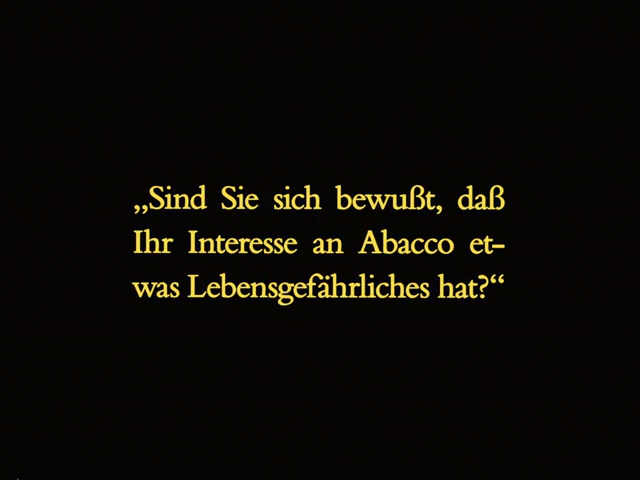 „Sind Sie sich bewußt, daß
Ihr Interesse an Abacco et-
was Lebensgefährliches hat?“